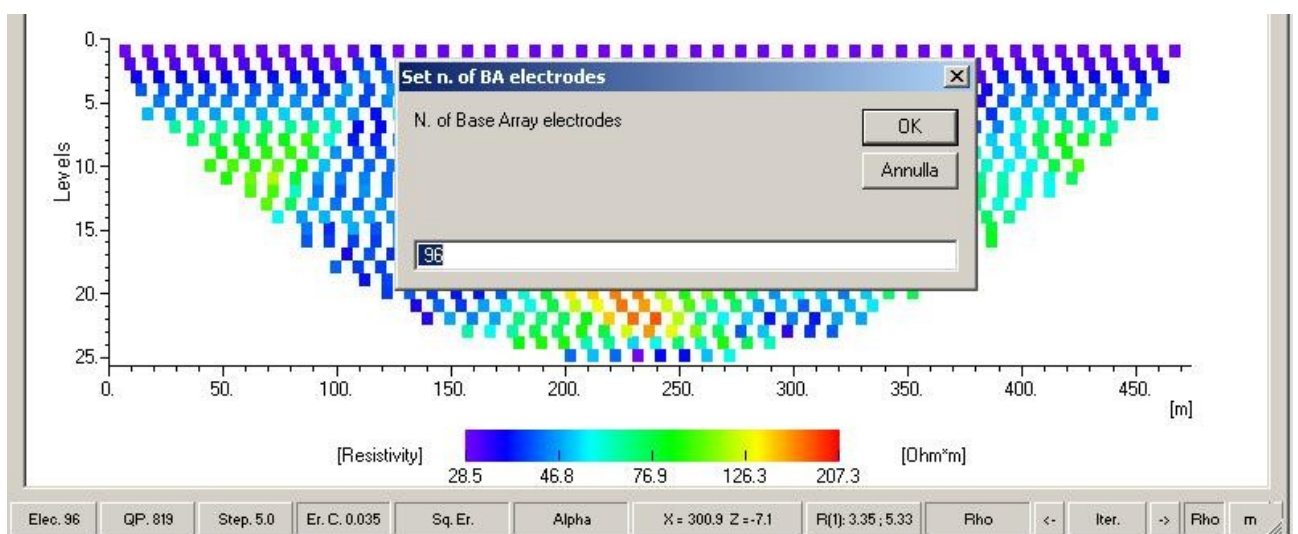 0.
Set n. of BA electrodes
5.
N. of Base Array electrodes
OK
Levels
10.
Annulla
15.
96
20.
25.
0. 50. 100. 150. 200. 250. 300. 350. 400. 450.
[m]
[Resistivity] [Ohm*m]
28.5 46.8 76.9 126.3 207.3
Elec. 96 QP. 819 Step. 5.0 Er. C. 0.035 Sq. Er. Alpha X = 300.9 Z =-7.1 R(1): 3.35 ; 5.33 Rho <- Iter. -> Rho m